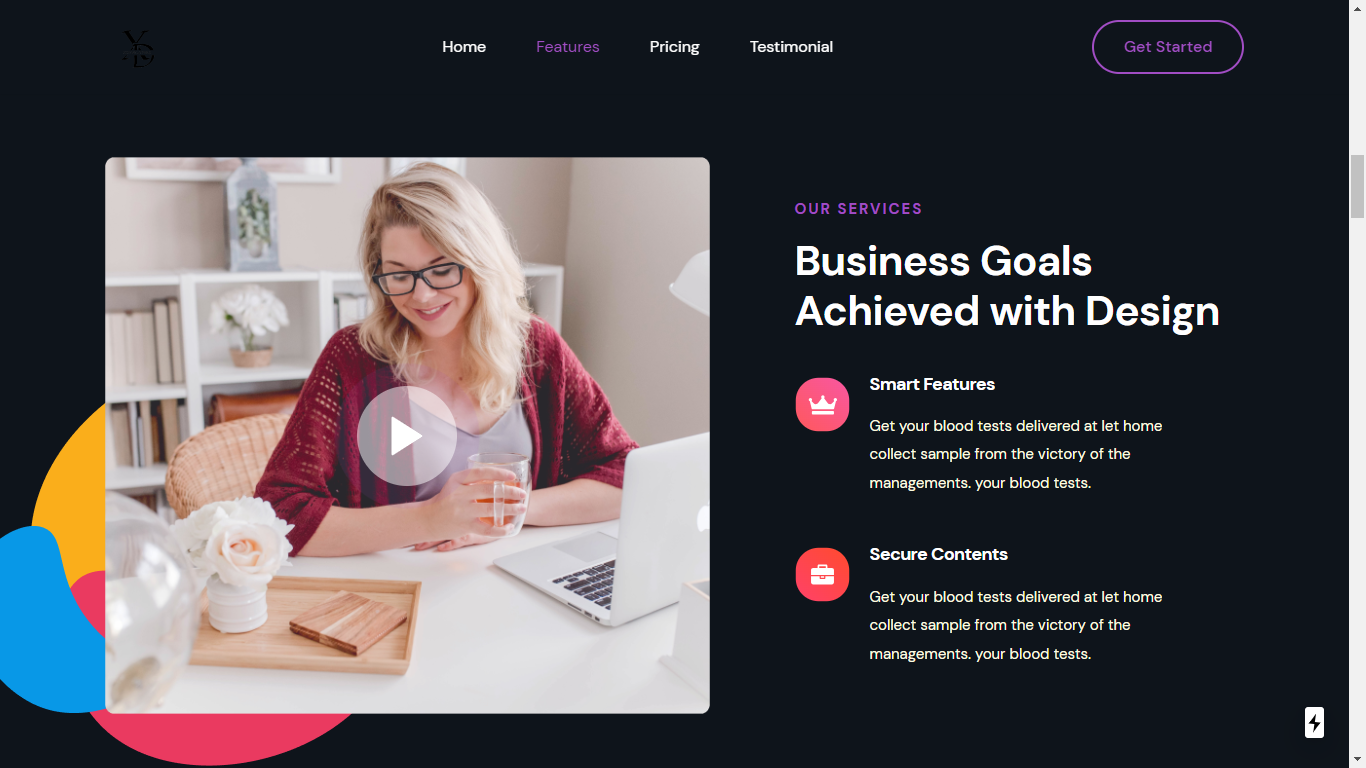 Home
Features
Pricing
Testimonial
Get Started
OUR SERVICES
Business Goals
Achieved with Design
Smart Features
Get your blood tests delivered at let home
collect sample from the victory of the
managements. your blood tests.
Secure Contents
Get your blood tests delivered at let home
collect sample from the victory of the
managements. your blood tests.